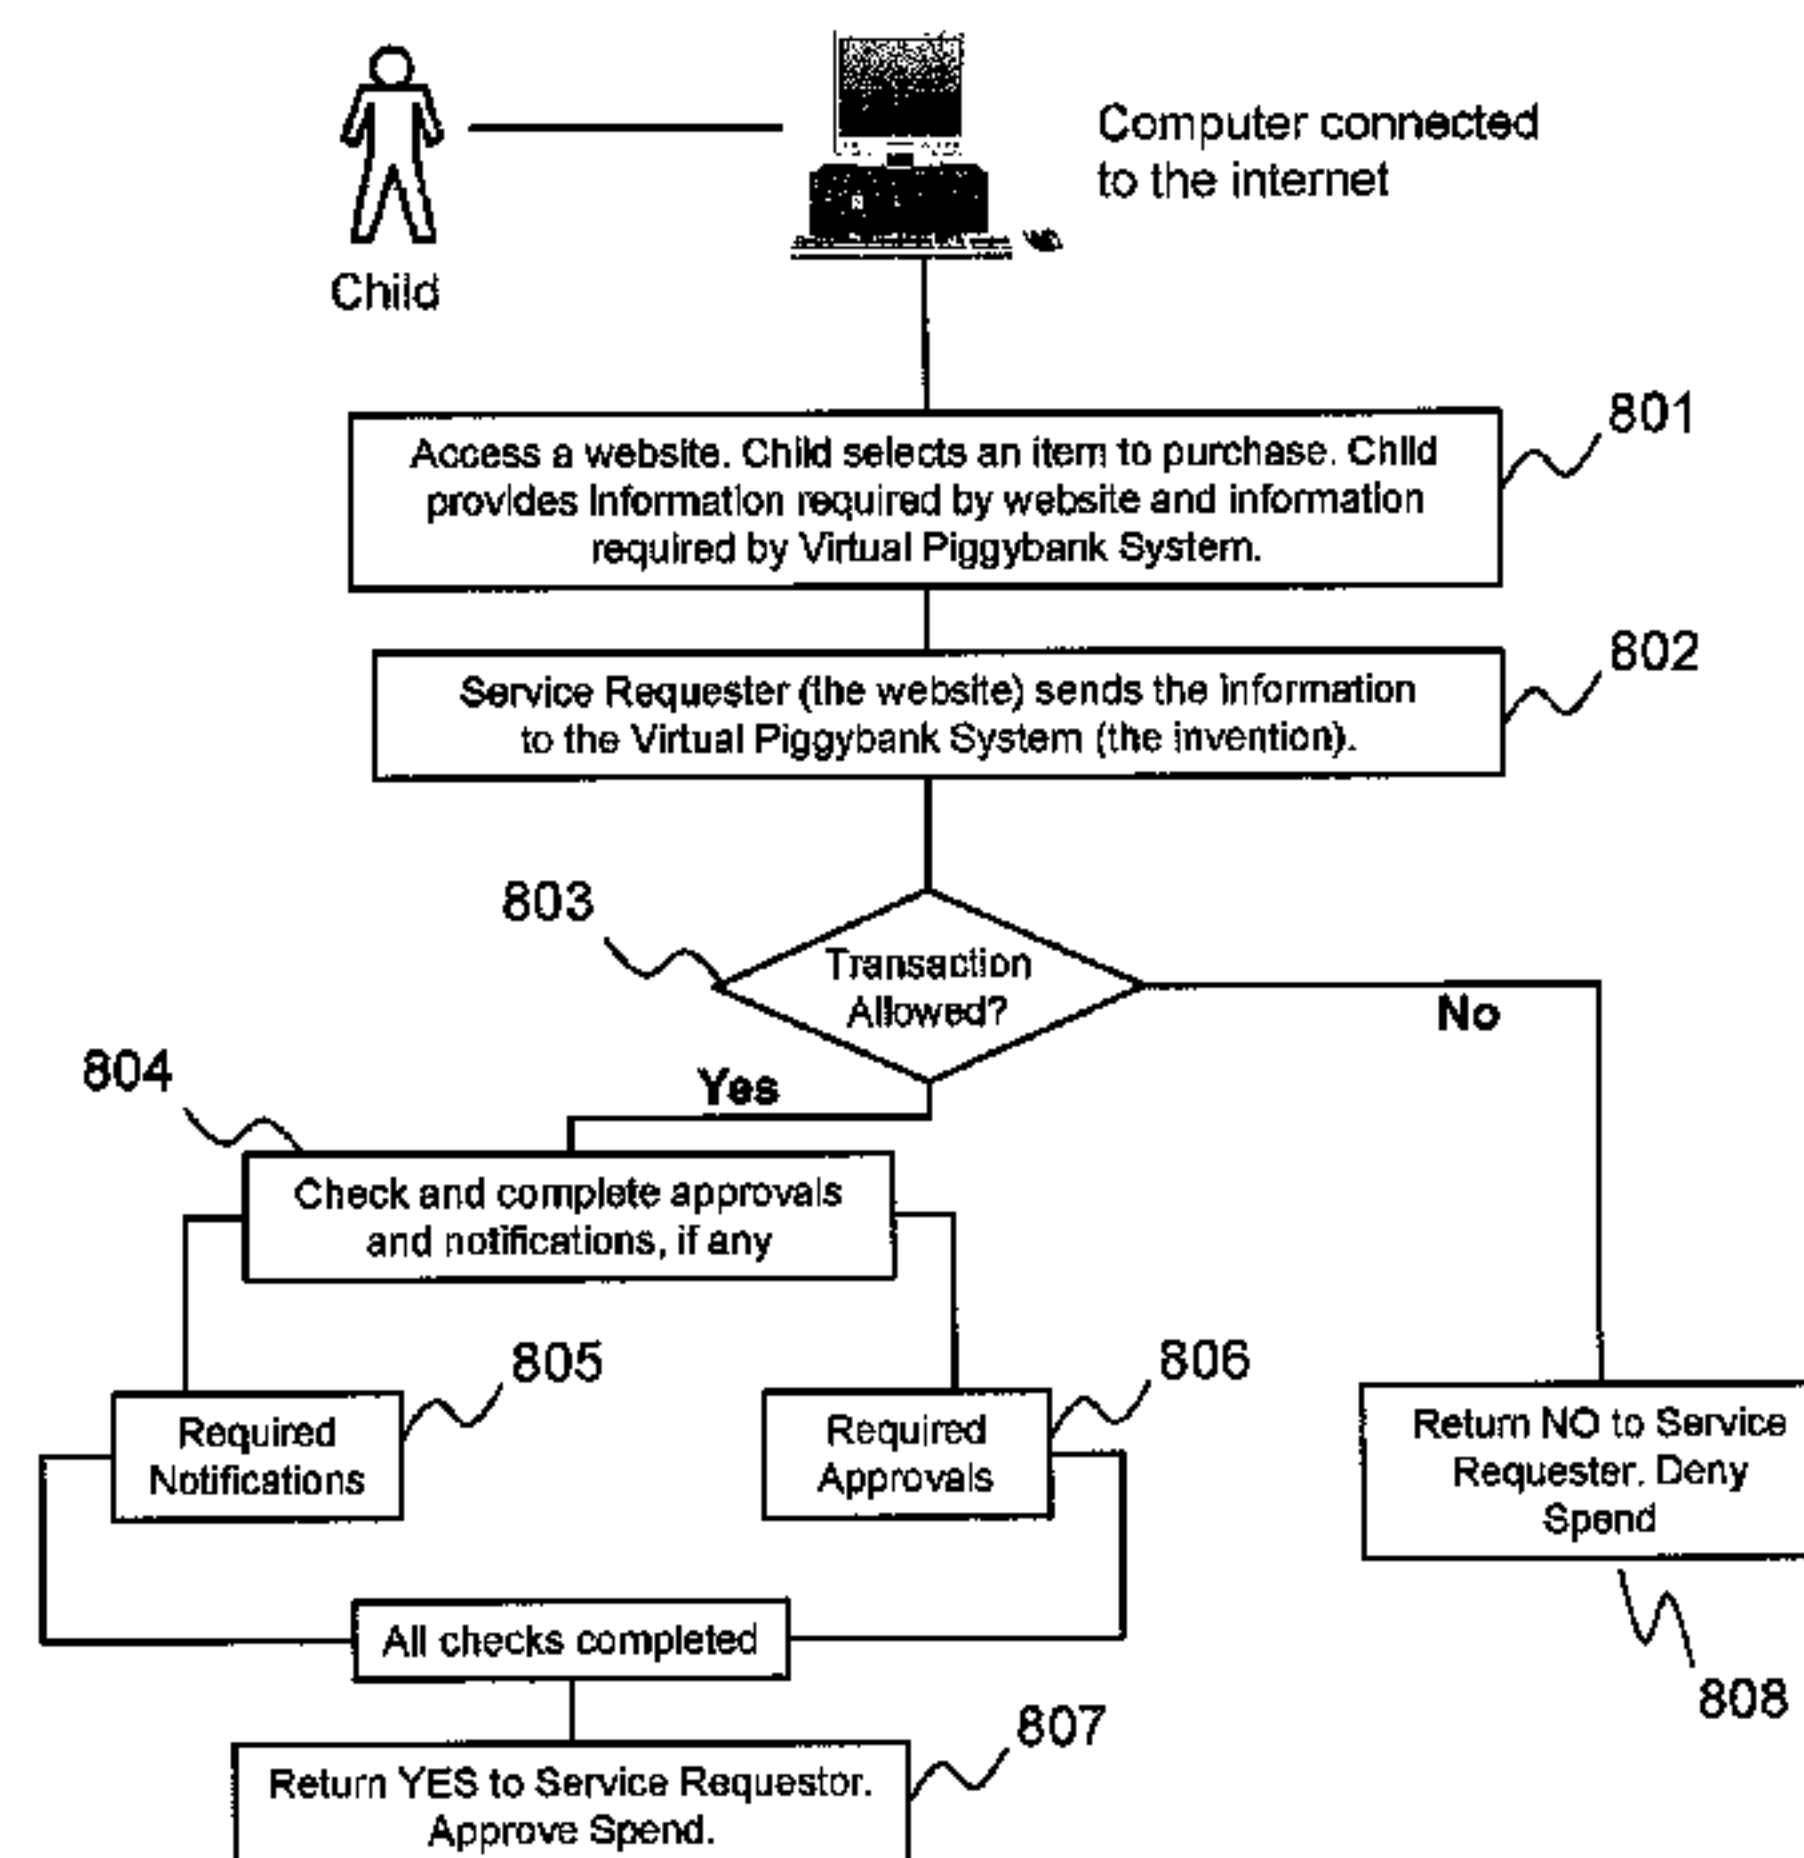 Computer connected
to the internet
Child
801
Access a website. Child selects an item to purchase. Child
provides information required by website and information
required by Virtual Piggybank System.
802
Service Requester (the website) sends the information
to the Virtual Piggybank System (the invention).
803
Transaction
Allowed?
No
Yes
804
Check and complete approvals
and notifications, if any
805
Required
Notifications
806
Required
Approvals
Return NO to Service
Requester. Deny
Spend
808
All checks completed
807
Return YES to Service Requestor.
Approve Spend.